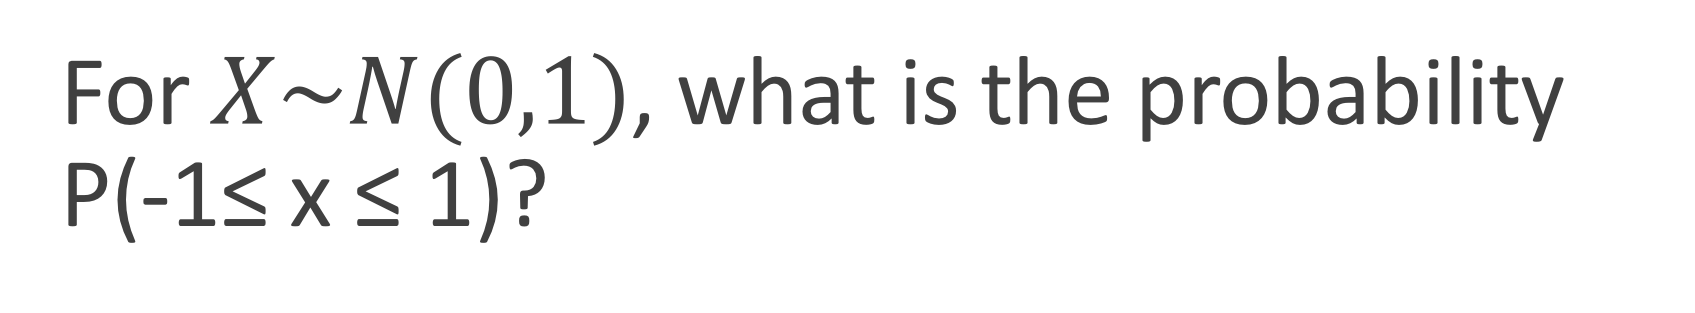 For X~N(0,1), what is the probability
P(-1≤ x ≤ 1)?